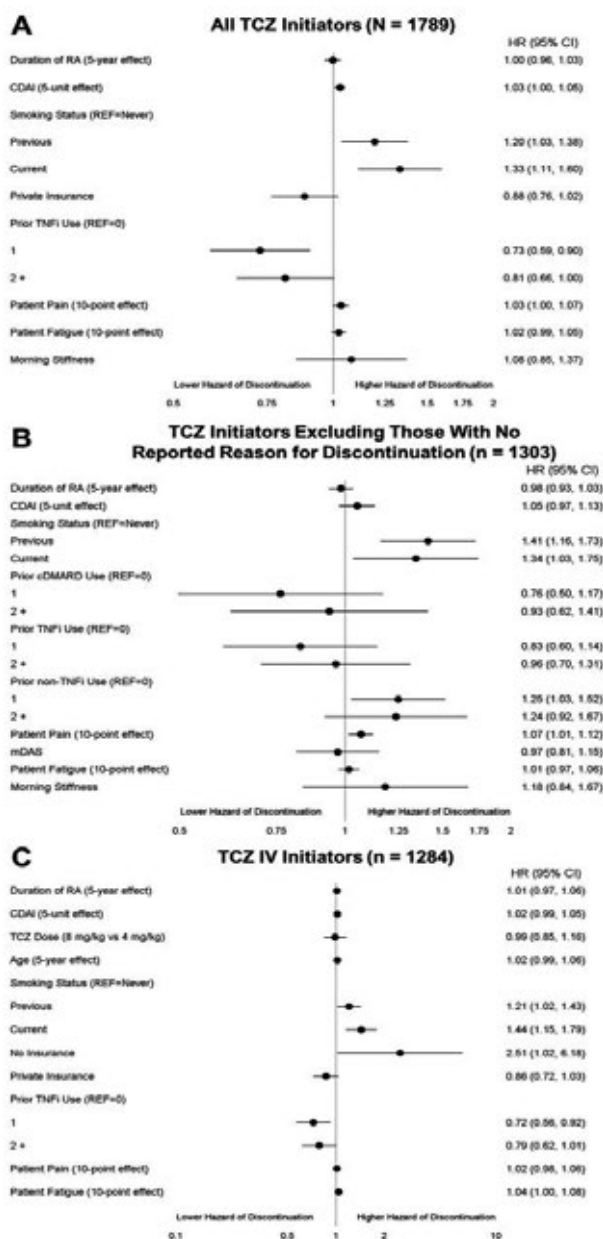 A
All TCZ Initiators (N = 1789)
HR (95% CI)
Duration of RA (5-year effect) 1.00 (0.96, 1.03)
CDAI (5-unit effect) 1.03 (1.00, 1.05)
Smoking Status (REF=Never)
Previous 1.20 (1.03, 1.38)
Current 1.33 (1.11, 1.60)
Private Insurance 0.88 (0.76, 1.02)
Prior TNFi Use (REF=0)
1 0.73 (0.59, 0.90)
2 + 0.81 (0.66, 1.00)
Patient Pain (10-point effect) 1.03 (1.00, 1.07)
Patient Fatigue (10-point effect) 1.02 (0.99, 1.05)
Morning Stiffness 1.08 (0.85, 1.37)
Lower Hazard of Discontinuation Higher Hazard of Discontinuation
0.5 0.75 1 1.25 1.5 1.75 2
B
TCZ Initiators Excluding Those With No
Reported Reason for Discontinuation (n = 1303)
HR (95% CI)
Duration of RA (5-year effect) 0.98 (0.93, 1.03)
CDAI (5-unit effect) 1.05 (0.97, 1.13)
Smoking Status (REF=Never)
Previous 1.41 (1.16, 1.73)
Current 1.34 (1.03, 1.75)
Prior cDMARD Use (REF=0)
1 0.76 (0.50, 1.17)
2 + 0.93 (0.62, 1.41)
Prior TNFi Use (REF=0)
1 0.83 (0.60, 1.14)
2 + 0.96 (0.70, 1.31)
Prior non-TNFi Use (REF=0)
1 1.25 (1.03, 1.52)
2 + 1.24 (0.92, 1.67)
Patient Pain (10-point effect) 1.07 (1.01, 1.12)
mDAS 0.97 (0.81, 1.15)
Patient Fatigue (10-point effect) 1.01 (0.97, 1.06)
Morning Stiffness 1.18 (0.84, 1.67)
Lower Hazard of Discontinuation Higher Hazard of Discontinuation
0.5 0.75 1 1.25 1.5 1.75 2
C
TCZ IV Initiators (n = 1284)
HR (95% CI)
Duration of RA (5-year effect) 1.01 (0.97, 1.06)
CDAI (5-unit effect) 1.02 (0.99, 1.05)
TCZ Dose (8 mg/kg vs 4 mg/kg) 0.99 (0.85, 1.16)
Age (5-year effect) 1.02 (0.99, 1.06)
Smoking Status (REF=Never)
Previous 1.21 (1.02, 1.43)
Current 1.44 (1.15, 1.79)
No Insurance 2.51 (1.02, 6.18)
Private Insurance 0.86 (0.72, 1.03)
Prior TNFi Use (REF=0)
1 0.72 (0.56, 0.92)
2 + 0.79 (0.62, 1.01)
Patient Pain (10-point effect) 1.02 (0.98, 1.06)
Patient Fatigue (10-point effect) 1.04 (1.00, 1.08)
Lower Hazard of Discontinuation Higher Hazard of Discontinuation
0.1 1 2 10